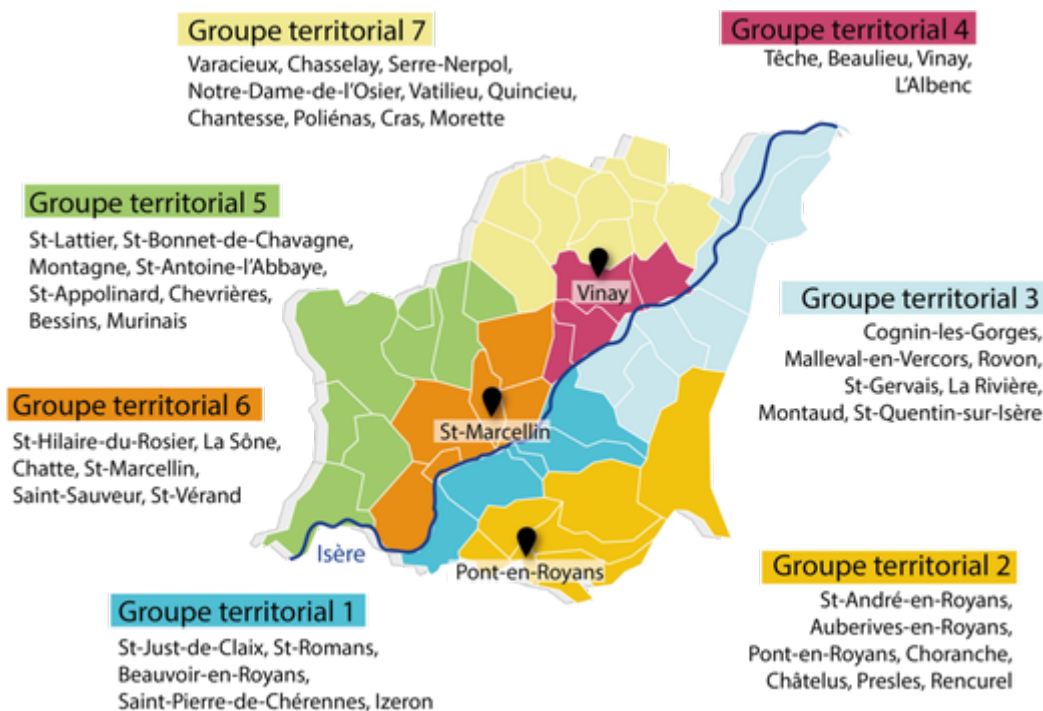 Groupe territorial 7
Varacieux, Chasselay, Serre-Nerpol,
Notre-Dame-de-l'Osier, Vatilieu, Quincieu,
Chantesse, Poliénas, Cras, Morette
Groupe territorial 4
Têche, Beaulieu, Vinay,
L'Albenc
Groupe territorial 5
St-Lattier, St-Bonnet-de-Chavagne,
Montagne, St-Antoine-l'Abbaye,
St-Appolinard, Chevrières,
Bessins, Murinais
Vinay
Groupe territorial 3
Cognin-les-Gorges,
Malleval-en-Vercors, Rovon,
St-Gervais, La Rivière,
Montaud, St-Quentin-sur-Isère
Groupe territorial 6
St-Hilaire-du-Rosier, La Sône,
Chatte, St-Marcellin,
Saint-Sauveur, St-Vérand
St-Marcellin
Isère
Pont-en-Royans
Groupe territorial 2
St-André-en-Royans,
Auberives-en-Royans,
Pont-en-Royans, Choranche,
Châtelus, Presles, Rencurel
Groupe territorial 1
St-Just-de-Claix, St-Romans,
Beauvoir-en-Royans,
Saint-Pierre-de-Chérennes, Izeron